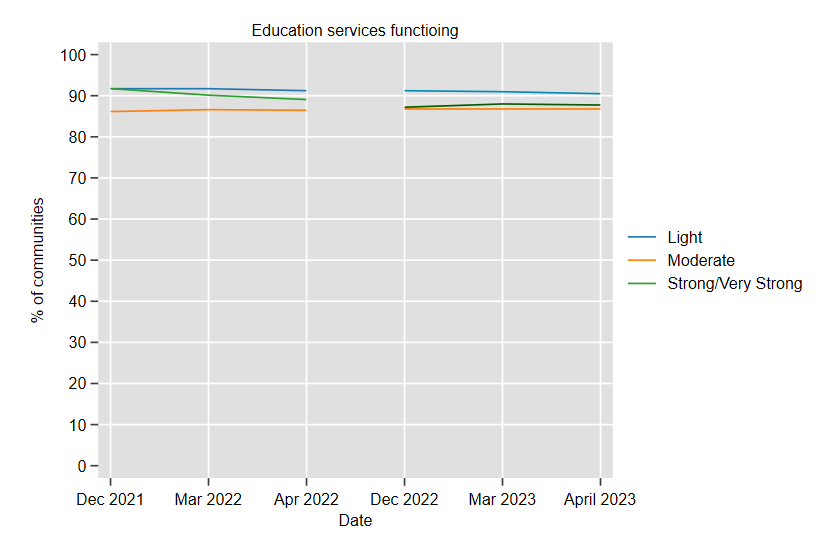 Education services functioing
100
90
80
70
60
50
40
30
20
10
0
% of communities
Dec 2021 Mar 2022 Apr 2022 Dec 2022 Mar 2023 April 2023
Date
Light
Moderate
Strong/Very Strong